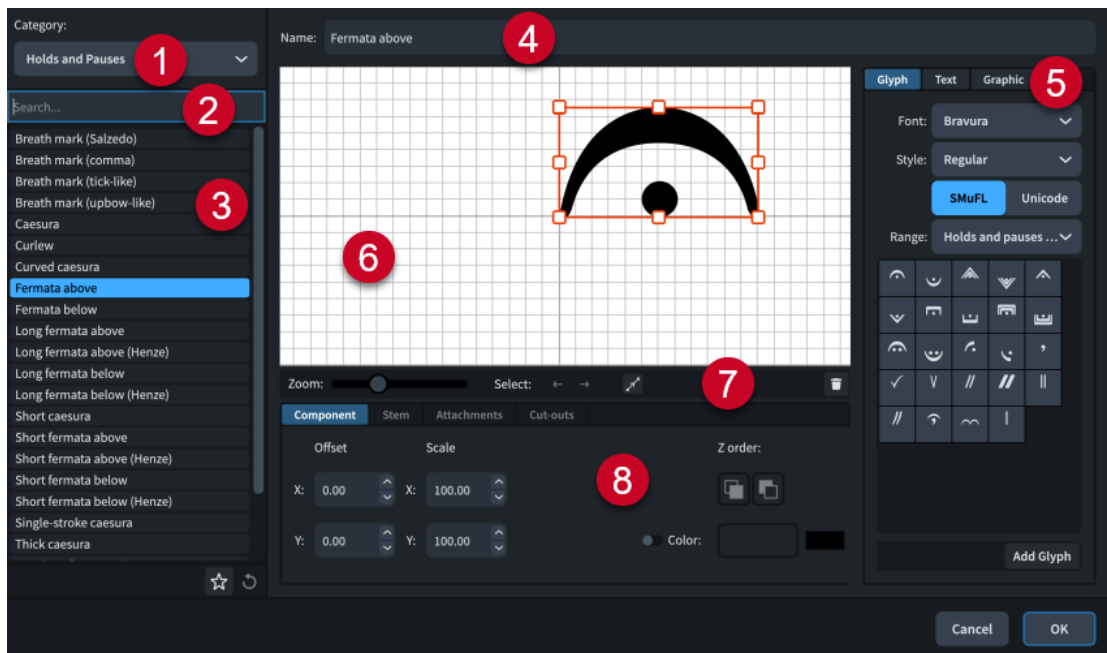 Category:
Holds and Pauses
1
Search...
2
Breath mark (Salzedo)
Breath mark (comma)
Breath mark (tick-like)
Breath mark (upbow-like)
3
Caesura
Curlew
Curved caesura
Fermata above
Fermata below
Long fermata above
Long fermata above (Henze)
Long fermata below
Long fermata below (Henze)
Short caesura
Short fermata above
Short fermata above (Henze)
Short fermata below
Short fermata below (Henze)
Single-stroke caesura
Thick caesura
Name: Fermata above
4
6
Zoom: Select:
7
Component Stem Attachments Cut-outs
Offset Scale Z order:
X: 0.00 X: 100.00
8
Y: 0.00 Y: 100.00 Color:
Glyph Text Graphic
5
Font: Bravura
Style: Regular
SMuFL Unicode
Range: Holds and pauses ...
Add Glyph
Cancel OK